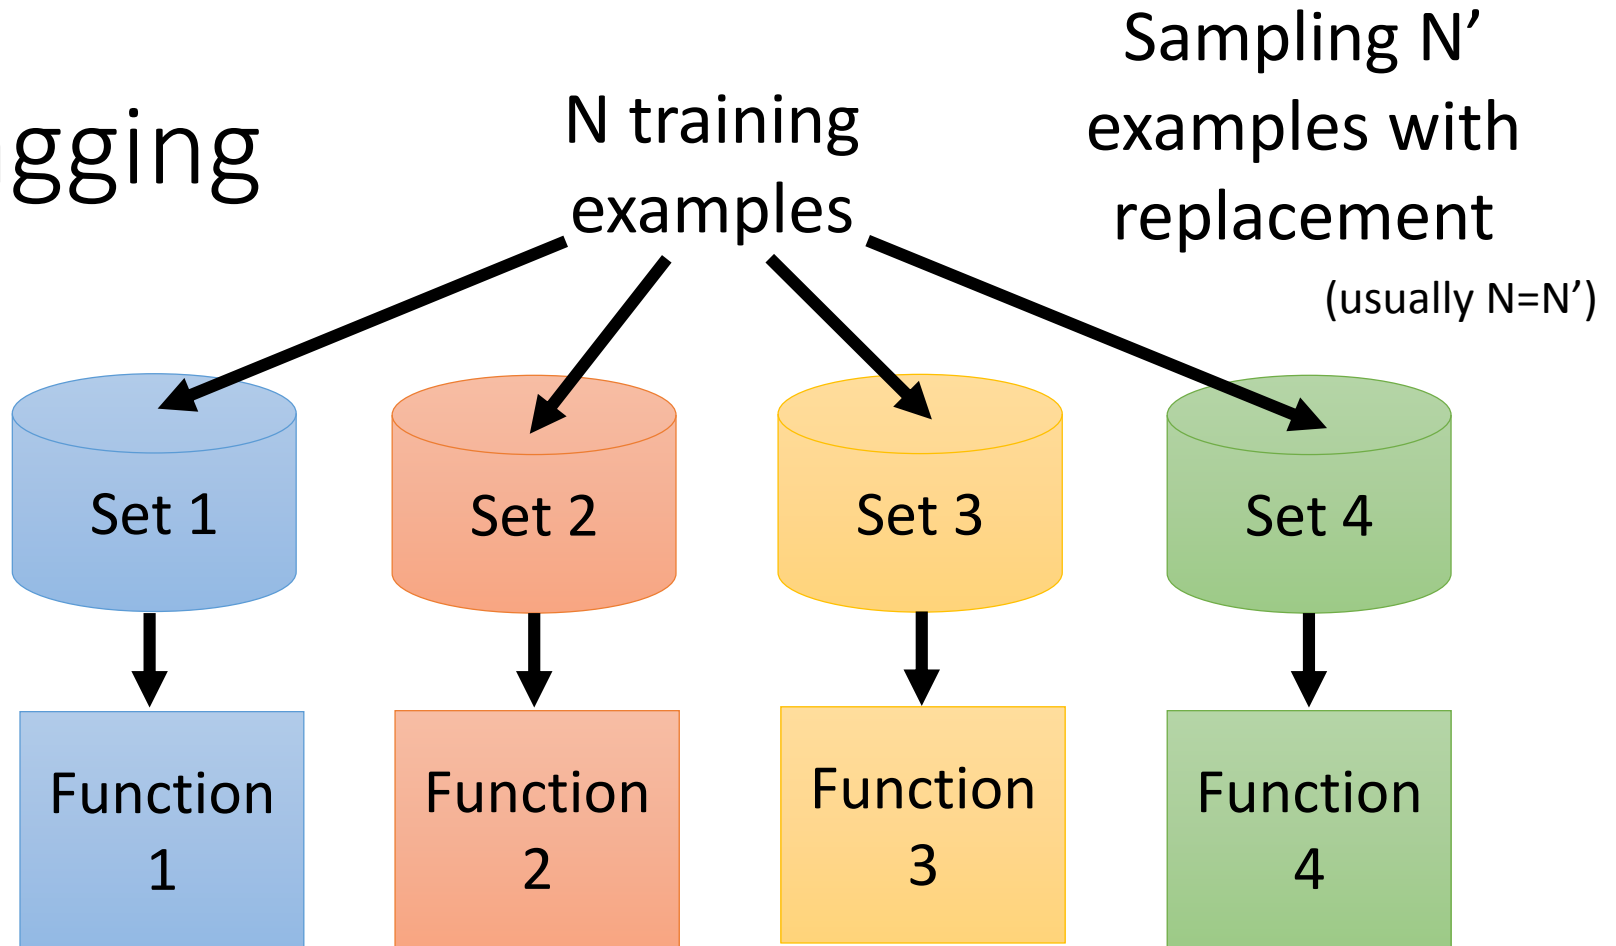 gging
N training
examples
Sampling N’
examples with
replacement
(usually N=N’)
Set 1
Set 2
Set 3
Set 4
Function
1
Function
2
Function
3
Function
4